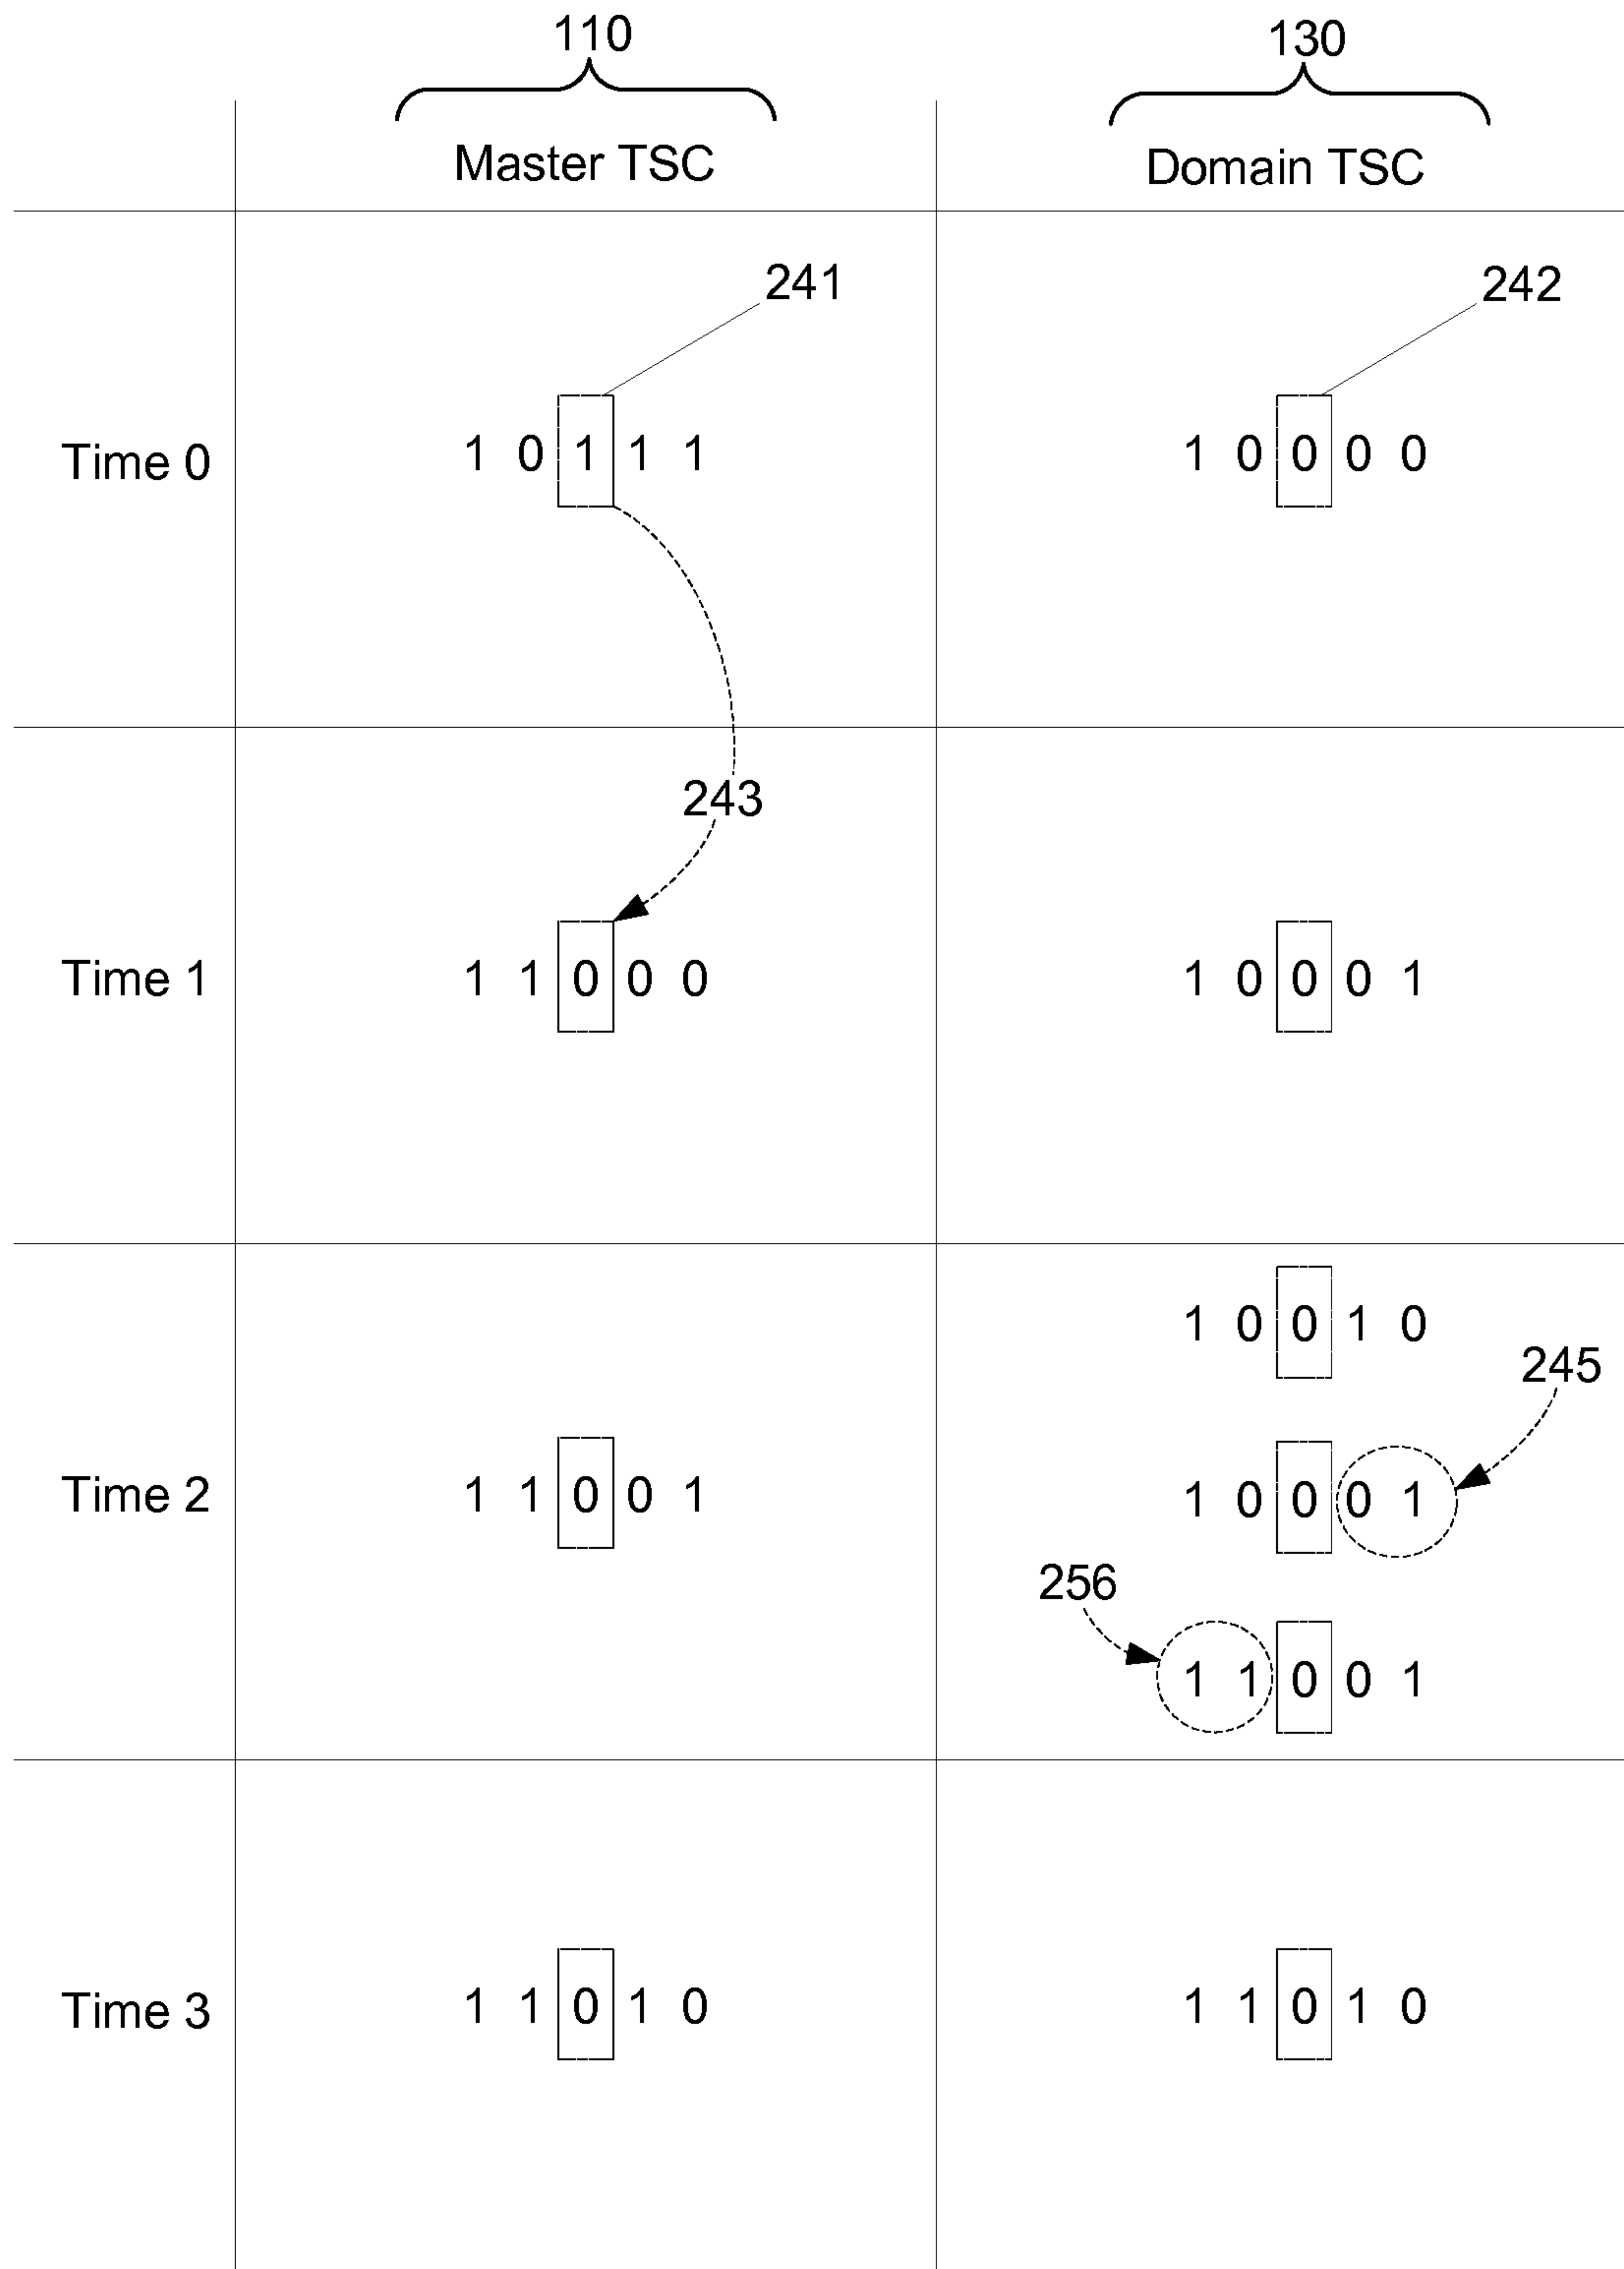 110 130
Master TSC Domain TSC
241 242
Time 0 1 0 1 1 1 1 0 0 0 0
243
Time 1 1 1 0 0 0 1 0 0 0 1
1 0 0 1 0
245
Time 2 1 1 0 0 1 1 0 0 0 1
256
1 1 0 0 1
Time 3 1 1 0 1 0 1 1 0 1 0